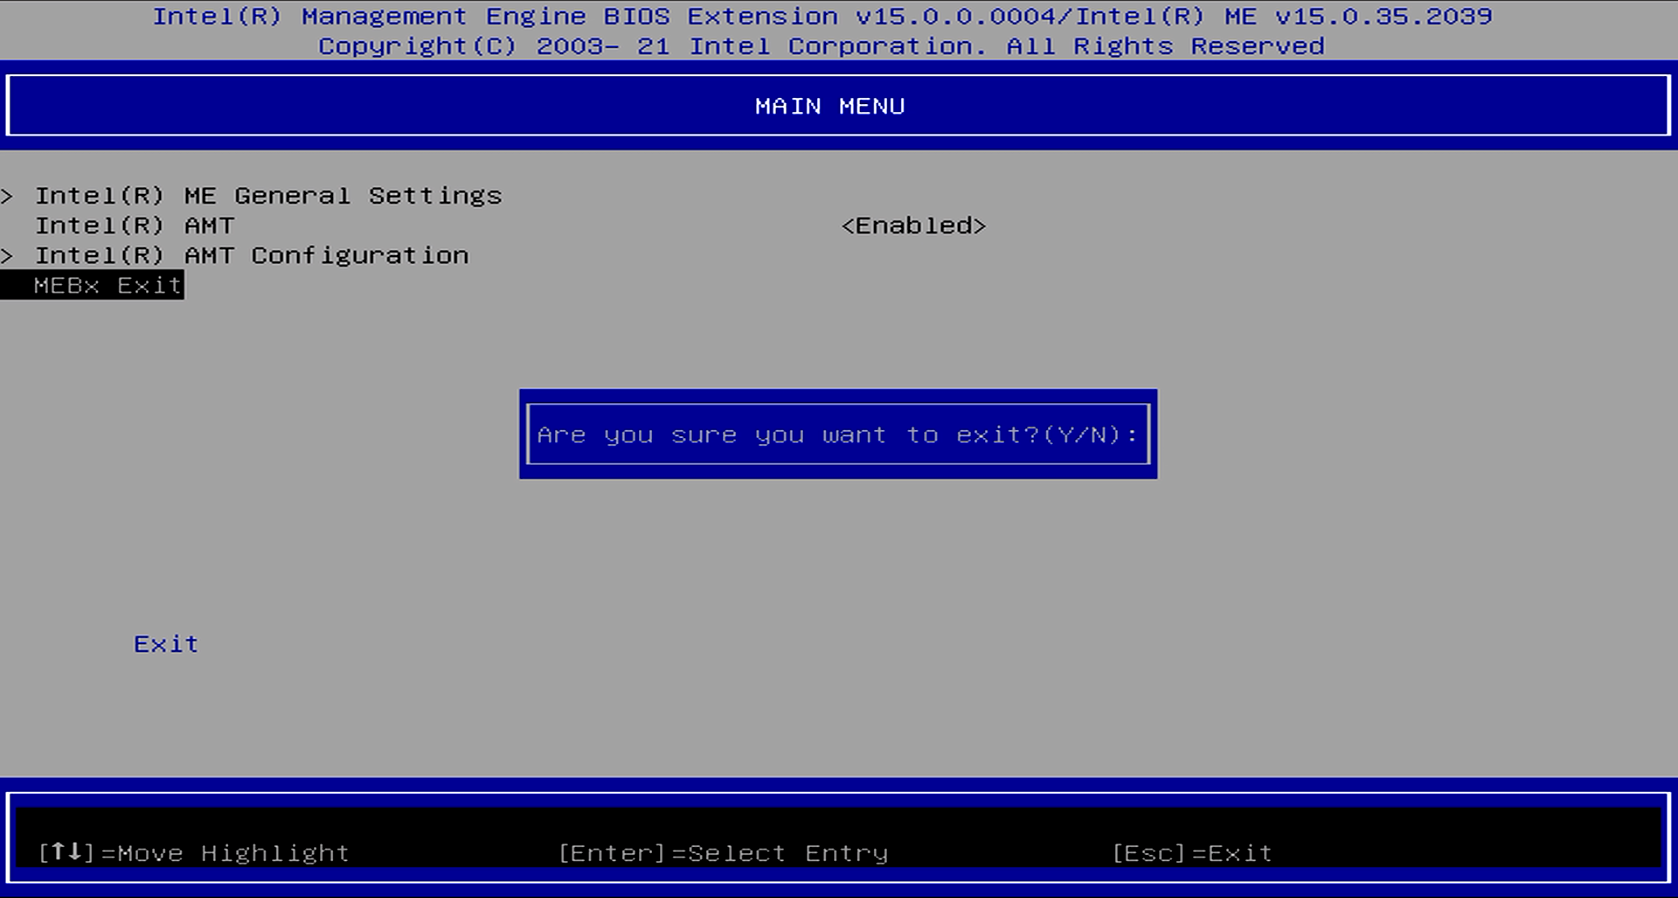 Intel(R) Management Engine BIOS Extension v15.0.0.0004/Intel(R) ME v15.0.35.2039
Copyright(C) 2003- 21 Intel Corporation. All Rights Reserved
MAIN MENU
> Intel(R) ME General Settings
Intel(R) AMT <Enabled>
> Intel(R) AMT Configuration
MEBx Exit
Are you sure you want to exit?(Y/N):
Exit
[↑↓]=Move Highlight [Enter]=Select Entry [Esc]=Exit